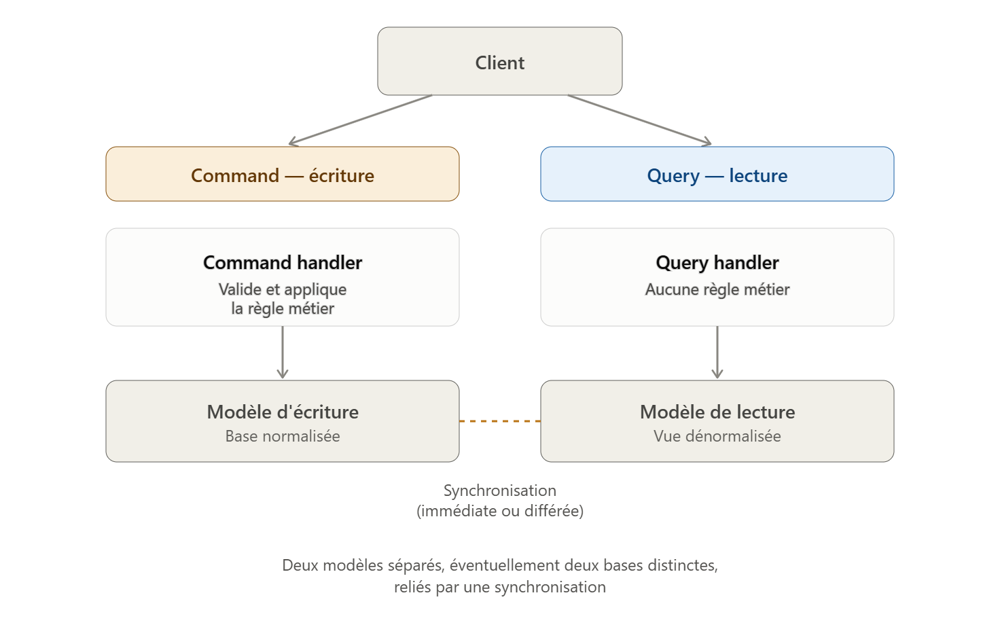 Client
Command — écriture
Query — lecture
Command handler
Valide et applique
la règle métier
Query handler
Aucune règle métier
Modèle d'écriture
Base normalisée
Modèle de lecture
Vue dénormalisée
Synchronisation
(immédiate ou différée)
Deux modèles séparés, éventuellement deux bases distinctes,
reliés par une synchronisation